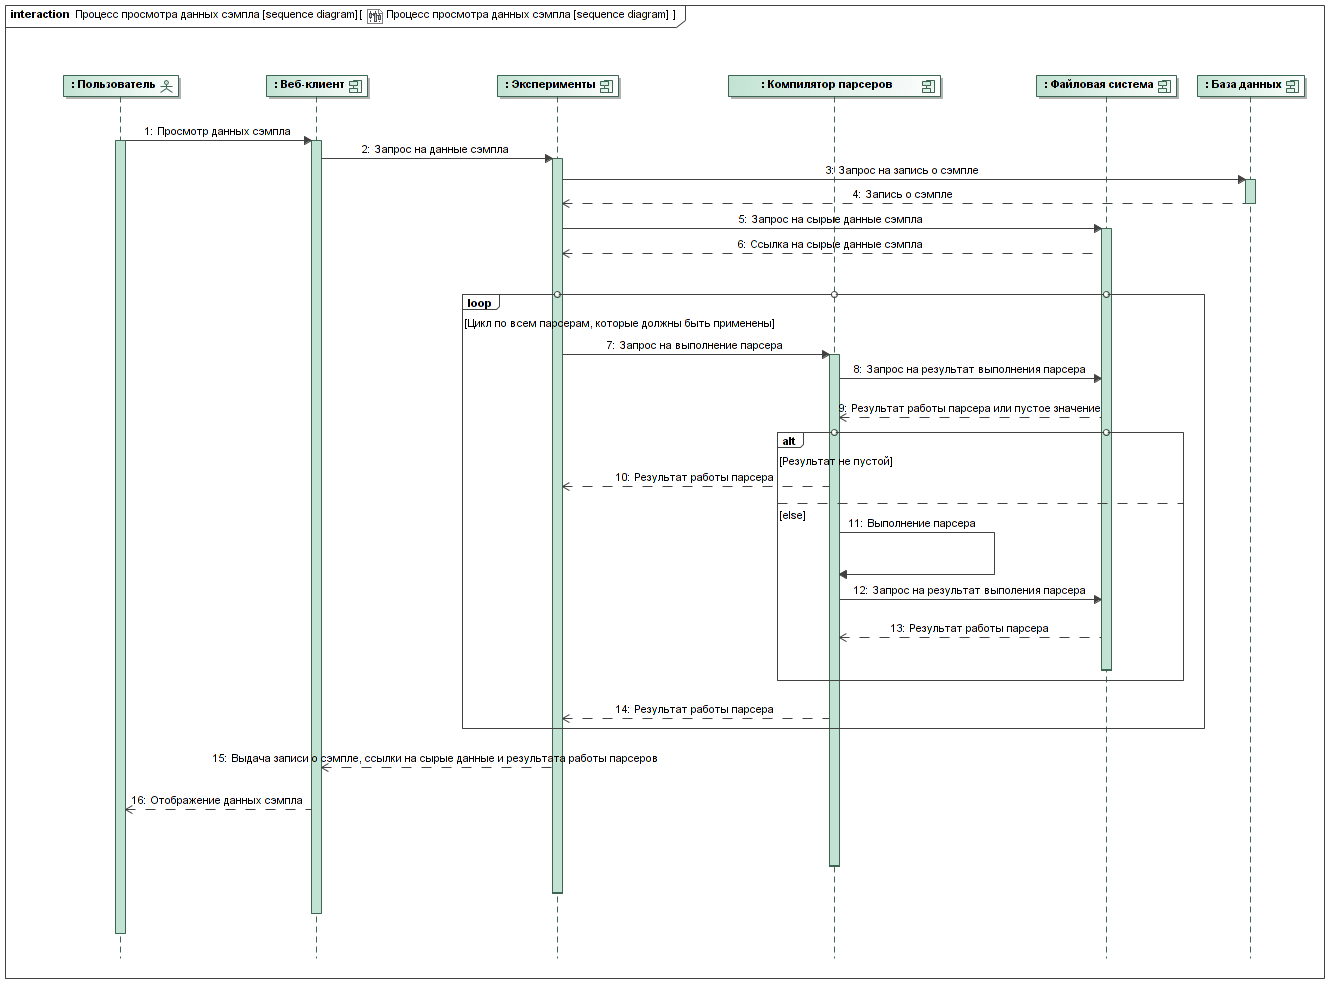 interaction Процесс просмотра данных сэмпла [sequence diagram][ Процесс просмотра данных сэмпла [sequence diagram] ]
: Пользователь
: Веб-клиент
: Эксперименты
: Компилятор парсеров
: Файловая система
: База данных
1: Просмотр данных сэмпла
2: Запрос на данные сэмпла
3: Запрос на запись о сэмпле
4: Запись о сэмпле
5: Запрос на сырые данные сэмпла
6: Ссылка на сырые данные сэмпла
loop
[Цикл по всем парсерам, которые должны быть применены]
7: Запрос на выполнение парсера
8: Запрос на результат выполнения парсера
9: Результат работы парсера или пустое значение
alt
[Результат не пустой]
10: Результат работы парсера
[else]
11: Выполнение парсера
12: Запрос на результат выполения парсера
13: Результат работы парсера
14: Результат работы парсера
15: Выдача записи о сэмпле, ссылки на сырые данные и результата работы парсеров
16: Отображение данных сэмпла